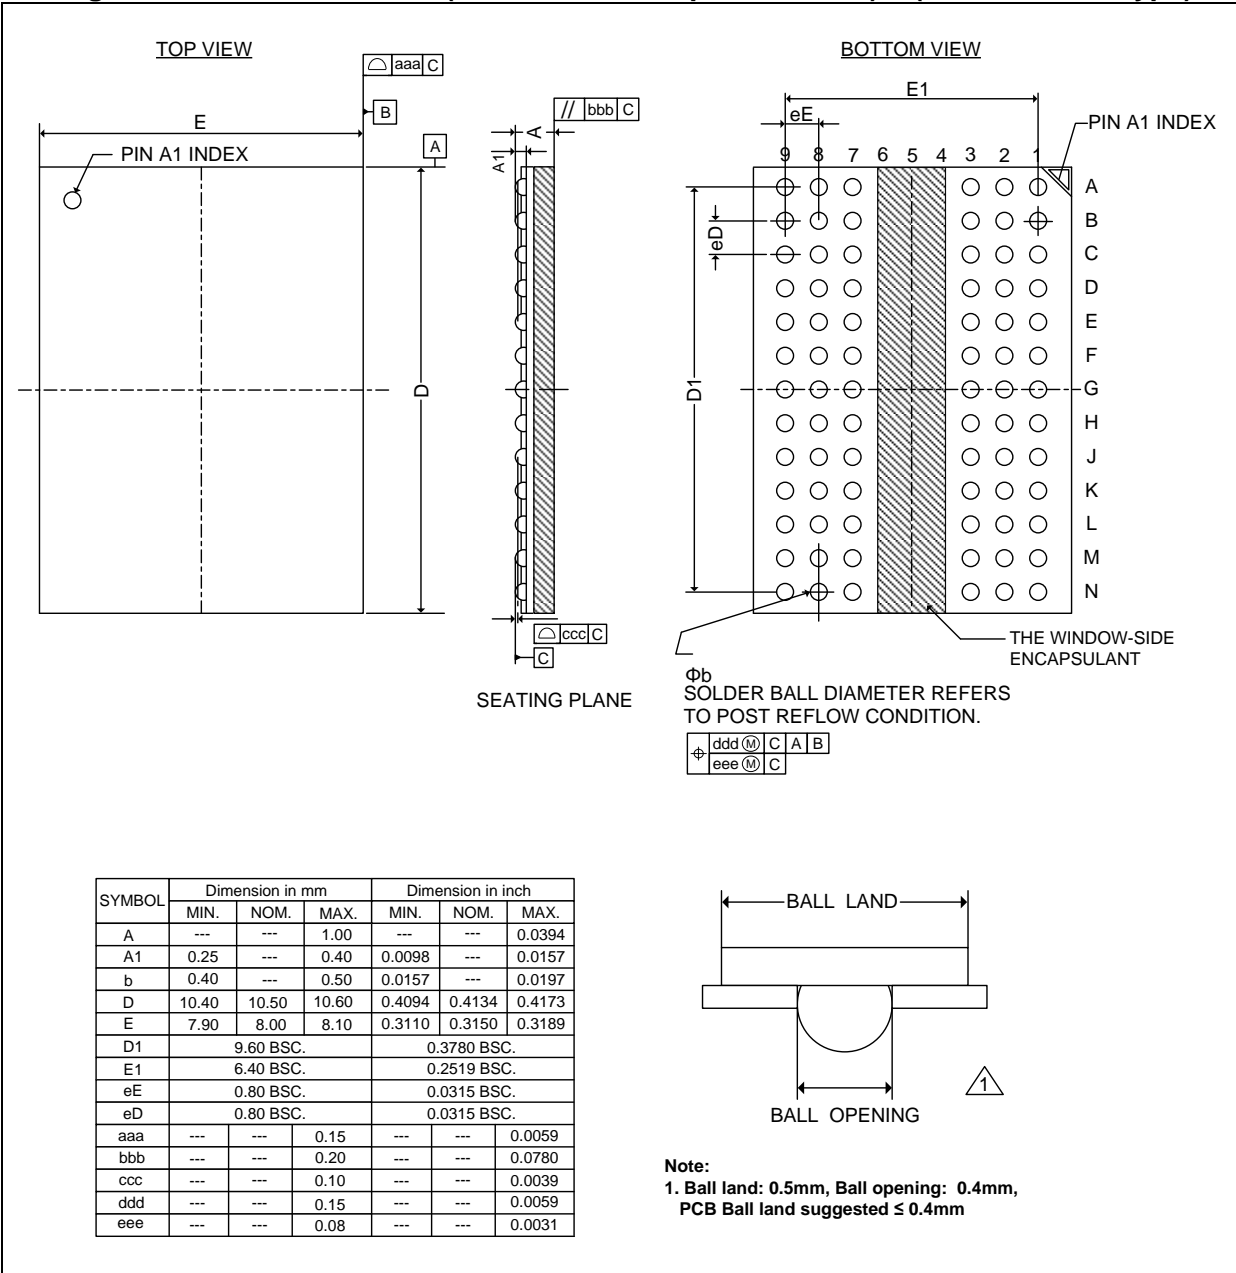 TOP VIEW
aaa C
B
E
A
PIN A1 INDEX
D
// bbb C
A
A1
ccc C
C
SEATING PLANE
BOTTOM VIEW
E1
eE
PIN A1 INDEX
9 8 7 6 5 4 3 2 1
A
B
C
D
E
F
G
H
J
K
L
M
N
eD
D1
THE WINDOW-SIDE
ENCAPSULANT
Φb
SOLDER BALL DIAMETER REFERS
TO POST REFLOW CONDITION.
ddd Ⓜ C A B
eee Ⓜ C
SYMBOL Dimension in mm Dimension in inch
MIN. NOM. MAX. MIN. NOM. MAX.
A --- --- 1.00 --- --- 0.0394
A1 0.25 --- 0.40 0.0098 --- 0.0157
b 0.40 --- 0.50 0.0157 --- 0.0197
D 10.40 10.50 10.60 0.4094 0.4134 0.4173
E 7.90 8.00 8.10 0.3110 0.3150 0.3189
D1 9.60 BSC. 0.3780 BSC.
E1 6.40 BSC. 0.2519 BSC.
eE 0.80 BSC. 0.0315 BSC.
eD 0.80 BSC. 0.0315 BSC.
aaa --- --- 0.15 --- --- 0.0059
bbb --- --- 0.20 --- --- 0.0780
ccc --- --- 0.10 --- --- 0.0039
ddd --- --- 0.15 --- --- 0.0059
eee --- --- 0.08 --- --- 0.0031
BALL LAND
1
BALL OPENING
Note:
1. Ball land: 0.5mm, Ball opening: 0.4mm,
PCB Ball land suggested ≤ 0.4mm